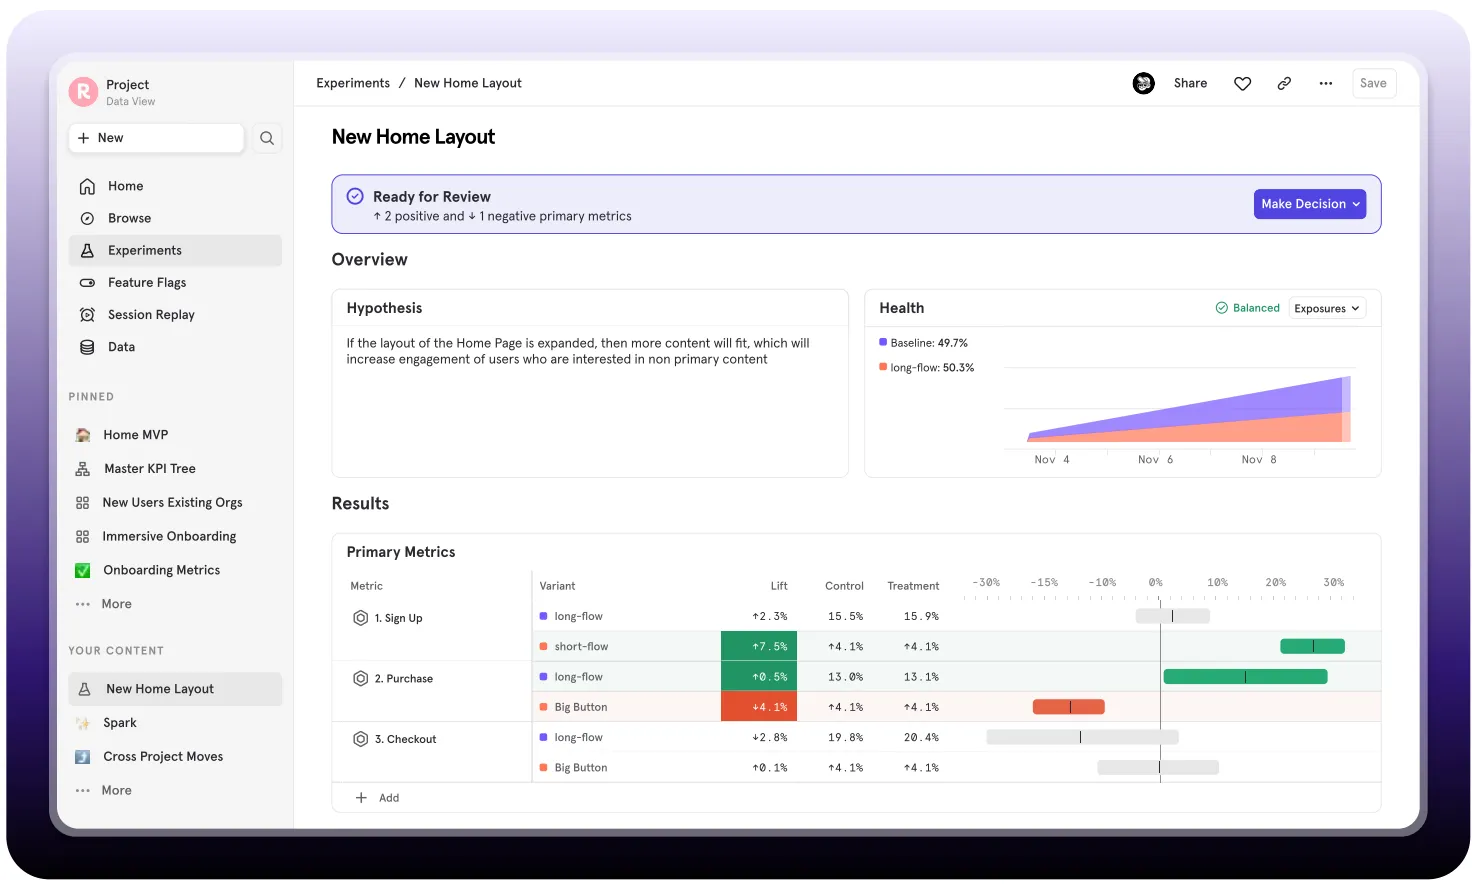 R
Project
Data View
+ New
Home
Browse
Experiments
Feature Flags
Session Replay
Data
PINNED
Home MVP
Master KPI Tree
New Users Existing Orgs
Immersive Onboarding
Onboarding Metrics
More
YOUR CONTENT
New Home Layout
Spark
Cross Project Moves
More
Experiments / New Home Layout
Share
Save
New Home Layout
Ready for Review
↑ 2 positive and ↓ 1 negative primary metrics
Make Decision
Overview
Hypothesis
If the layout of the Home Page is expanded, then more content will fit, which will
increase engagement of users who are interested in non primary content
Health
Balanced
Exposures
Baseline: 49.7%
long-flow: 50.3%
Nov 4 Nov 6 Nov 8
Results
Primary Metrics
Metric Variant Lift Control Treatment -30% -15% -10% 0% 10% 20% 30%
1. Sign Up long-flow ↑2.3% 15.5% 15.9%
short-flow ↑7.5% ↑4.1% ↑4.1%
2. Purchase long-flow ↑0.5% 13.0% 13.1%
Big Button ↓4.1% ↑4.1% ↑4.1%
3. Checkout long-flow ↓2.8% 19.8% 20.4%
Big Button ↑0.1% ↑4.1% ↑4.1%
+ Add